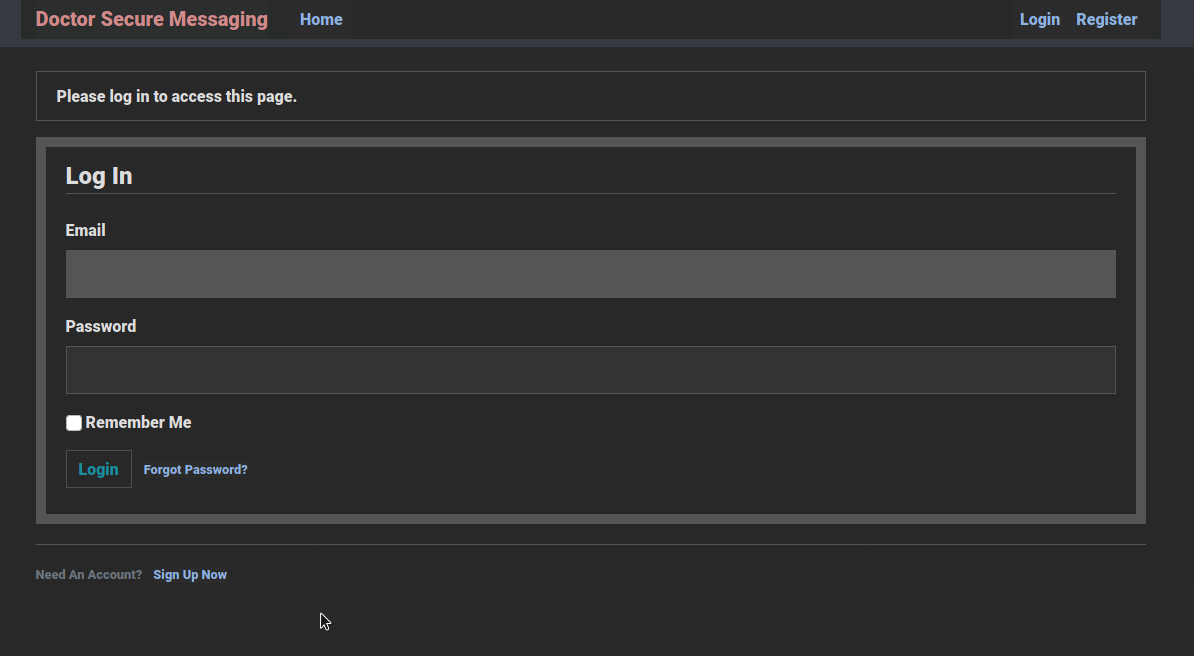 Doctor Secure Messaging Home Login Register
Please log in to access this page.
Log In
Email
Password
Remember Me
Login Forgot Password?
Need An Account? Sign Up Now